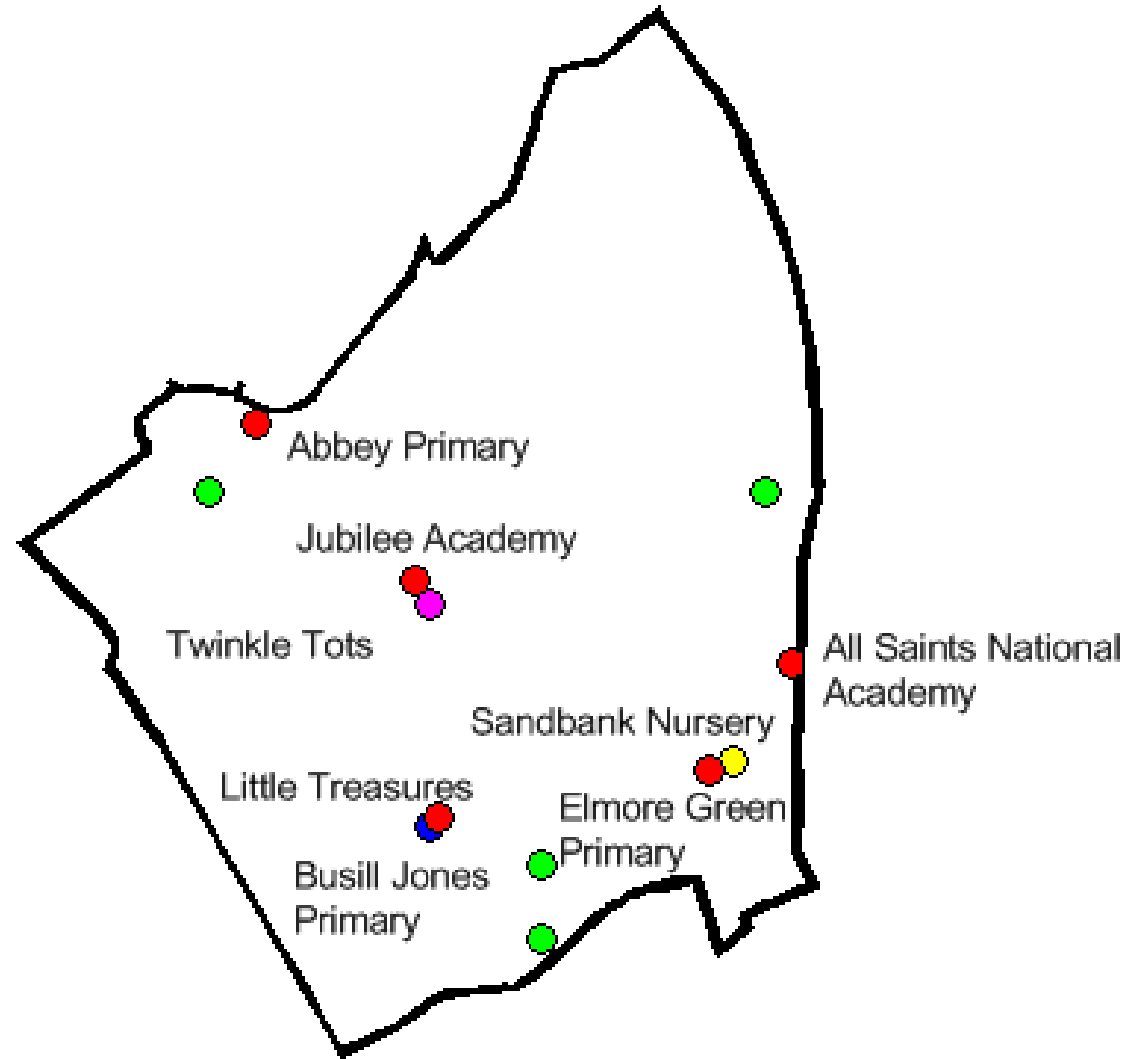 Abbey Primary
Jubilee Academy
Twinkle Tots
All Saints National
Academy
Sandbank Nursery
Little Treasures
Elmore Green
Primary
Busill Jones
Primary